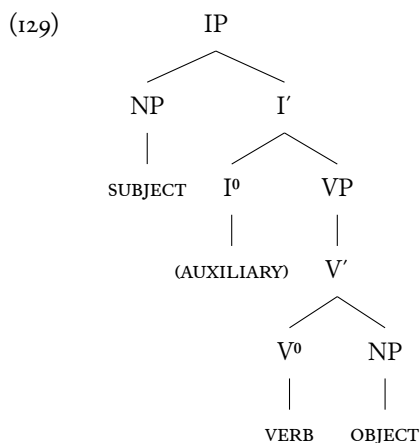 (129) IP
NP I′
SUBJECT I⁰ VP
(AUXILIARY) V′
V⁰ NP
VERB OBJECT